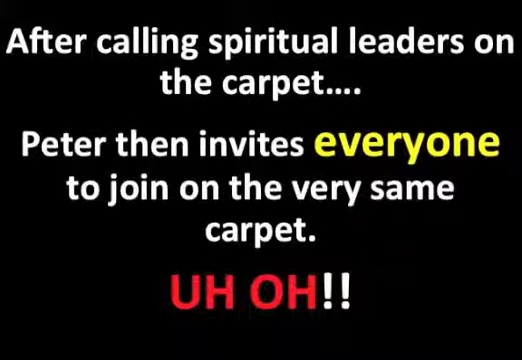 After calling spiritual leaders on
the carpet....
Peter then invites everyone
to join on the very same
carpet.
UH OH!!